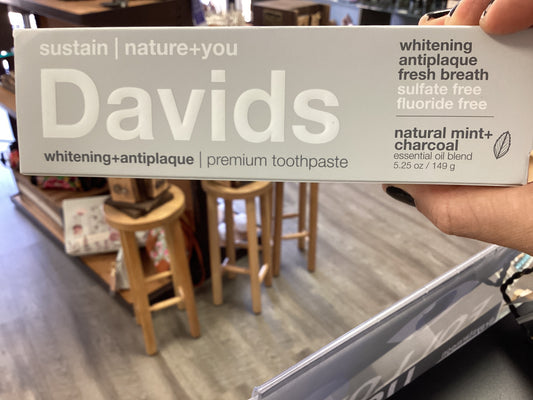 sustain | nature+you
Davids
whitening+antiplaque | premium toothpaste
whitening
antiplaque
fresh breath
sulfate free
fluoride free
natural mint+
charcoal
essential oil blend
5.25 oz / 149 g